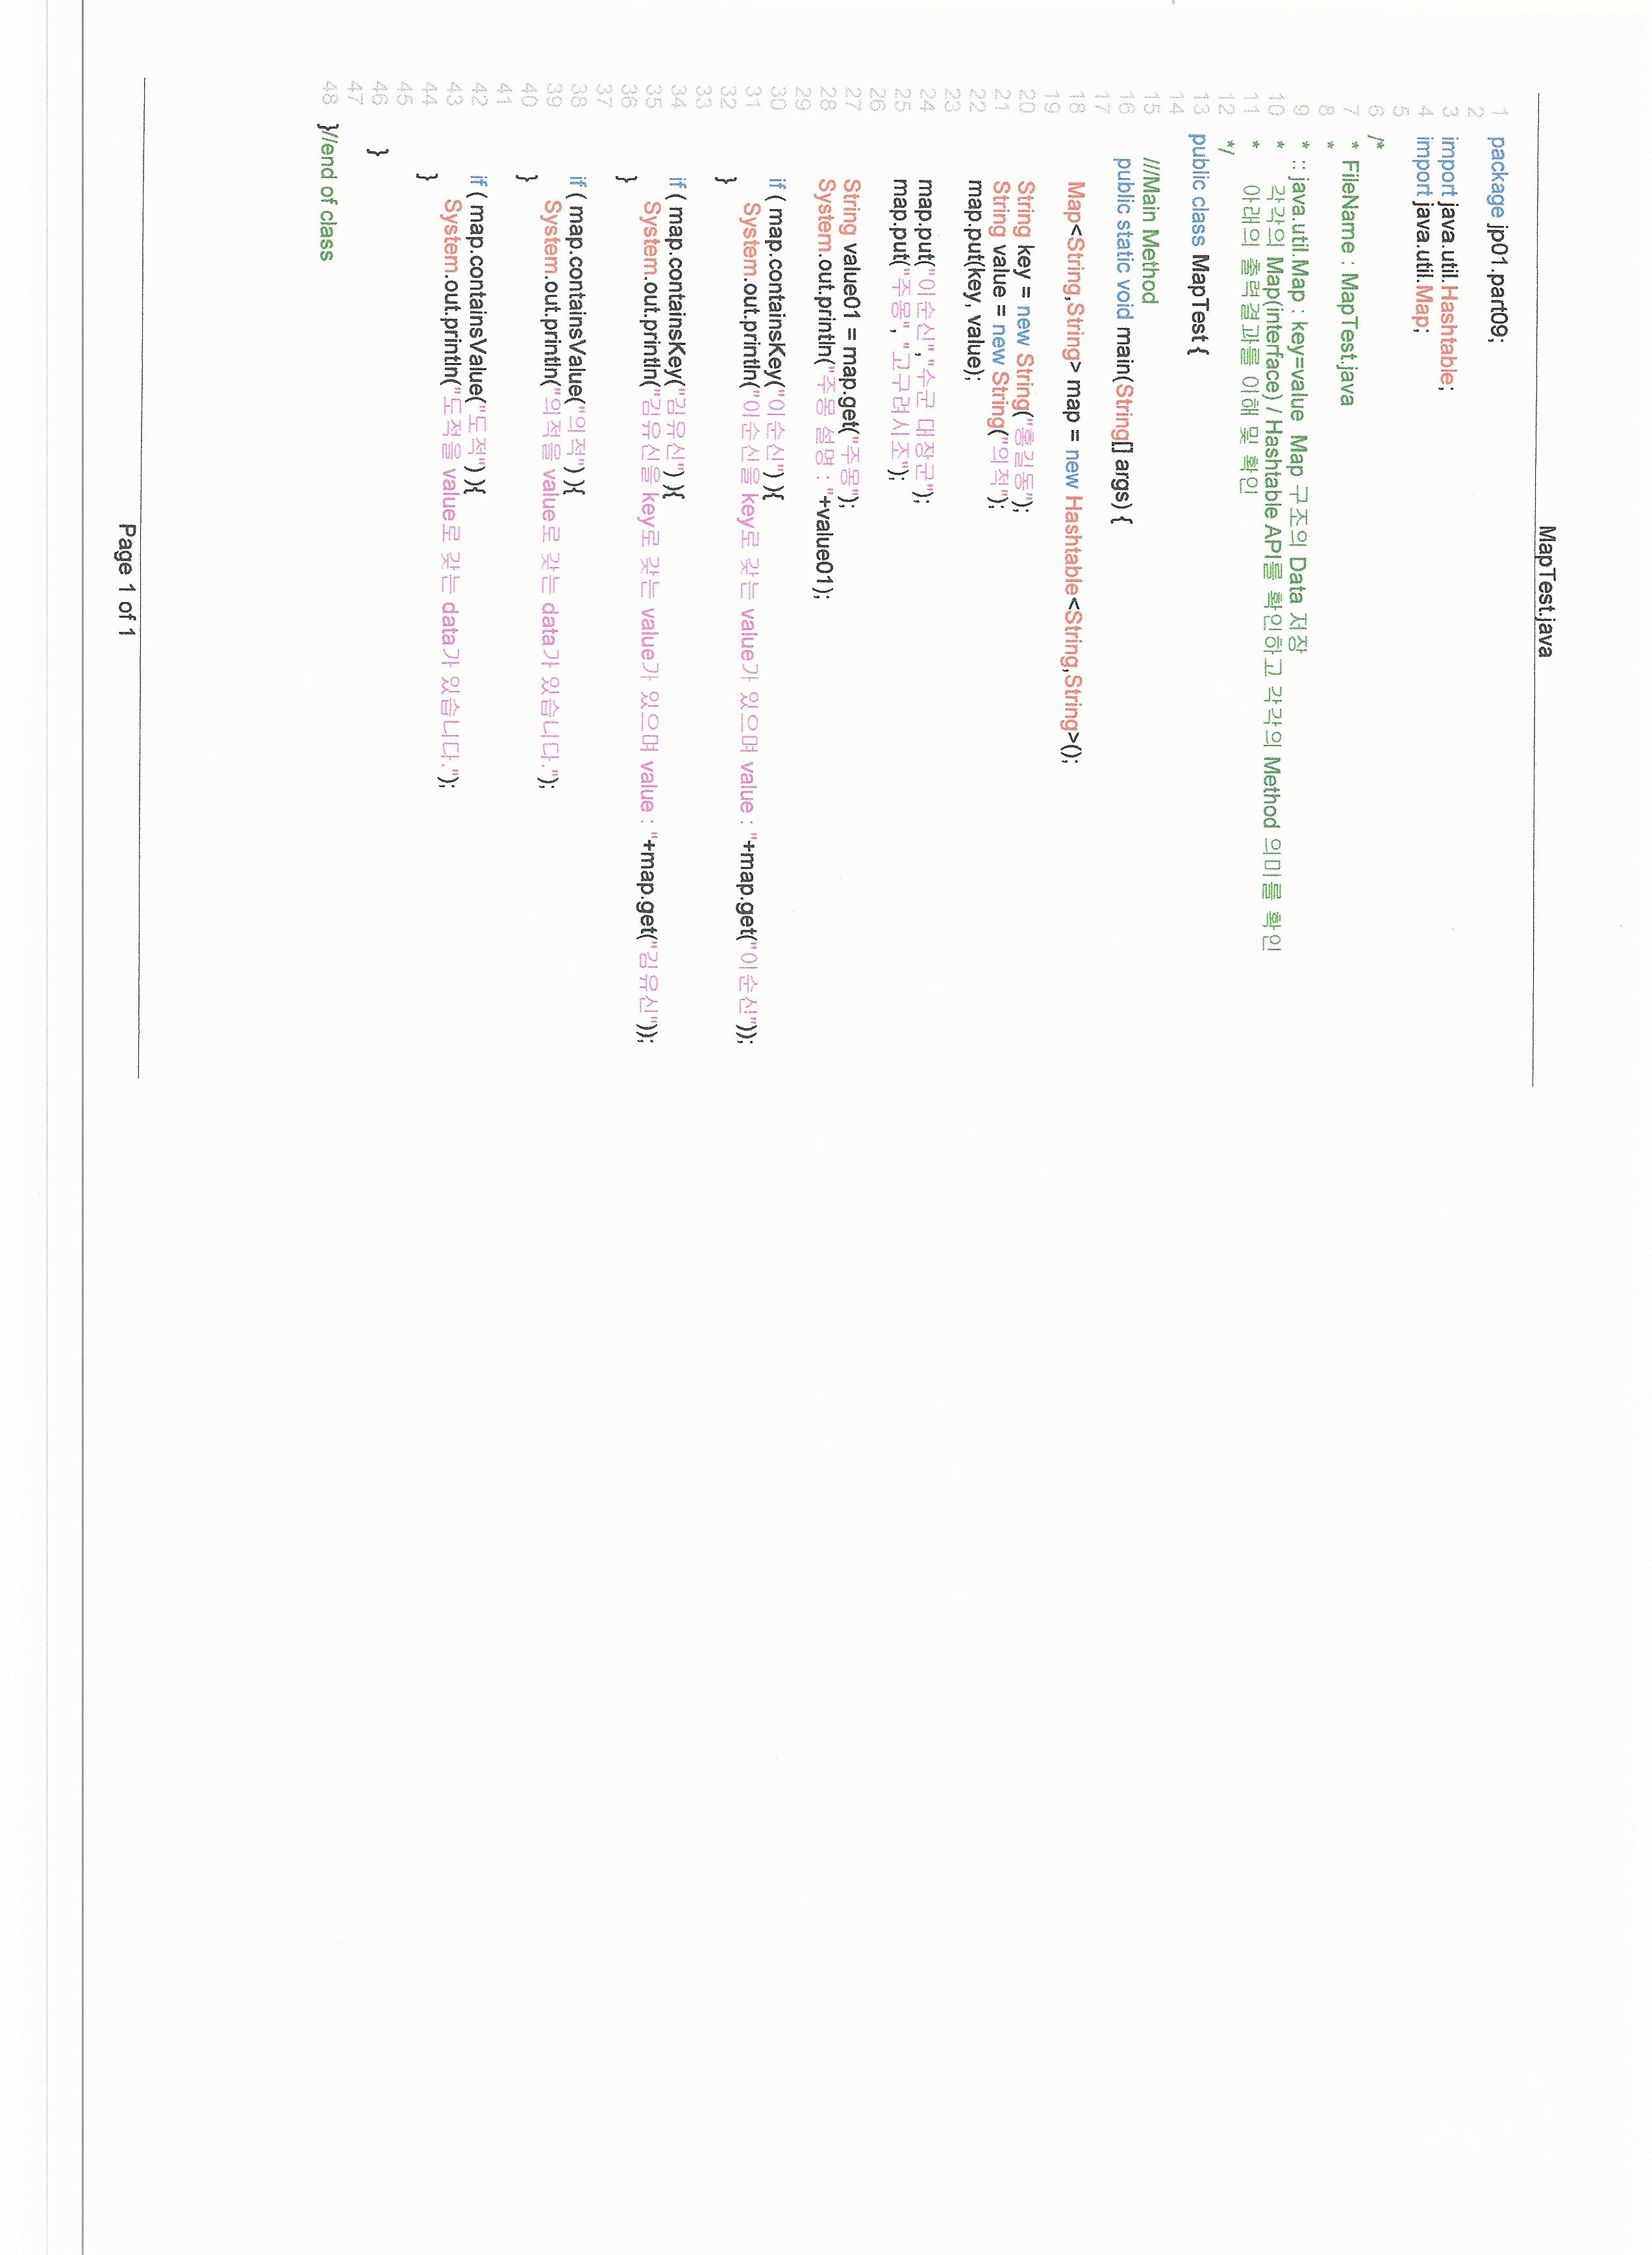 MapTest.java
1 package jp01.part09;
2
3 import java.util.Hashtable;
4 import java.util.Map;
5
6 /*
7 * FileName : MapTest.java
8 *
9 * :: java.util.Map : key=value  Map 구조의 Data 저장
10 *    각각의 Map(interface) / Hashtable API를 확인하고 각각의 Method 의미를 확인
11 *    아래의 출력결과를 이해 및 확인
12 */
13 public class MapTest {
14
15 ///Main Method
16 public static void main(String[] args) {
17
18 Map<String,String> map = new Hashtable<String,String>();
19
20 String key = new String("홍길동");
21 String value = new String("의적");
22 map.put(key, value);
23
24 map.put("이순신","수군 대장군");
25 map.put("주몽", "고구려시조");
26
27 String value01 = map.get("주몽");
28 System.out.println("주몽 설명 : "+value01);
29
30 if ( map.containsKey("이순신") ){
31 System.out.println("이순신을 key로 갖는 value가 있으며 value : "+map.get("이순신"));
32 }
33
34 if ( map.containsKey("김유신") ){
35 System.out.println("김유신을 key로 갖는 value가 있으며 value : "+map.get("김유신"));
36 }
37
38 if ( map.containsValue("의적") ){
39 System.out.println("의적을 value로 갖는 data가 있습니다.");
40 }
41
42 if ( map.containsValue("도적") ){
43 System.out.println("도적을 value로 갖는 data가 있습니다.");
44 }
45
46 }
47
48 }//end of class
Page 1 of 1